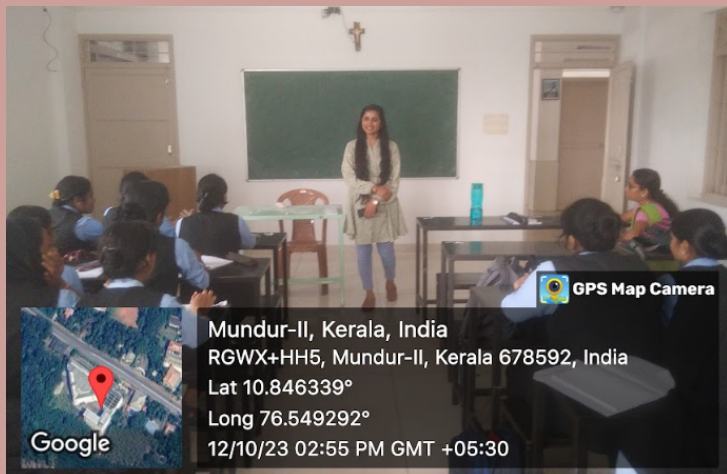 GPS Map Camera
Mundur-II, Kerala, India
RGWX+HH5, Mundur-II, Kerala 678592, India
Lat 10.846339°
Long 76.549292°
12/10/23 02:55 PM GMT +05:30
Google